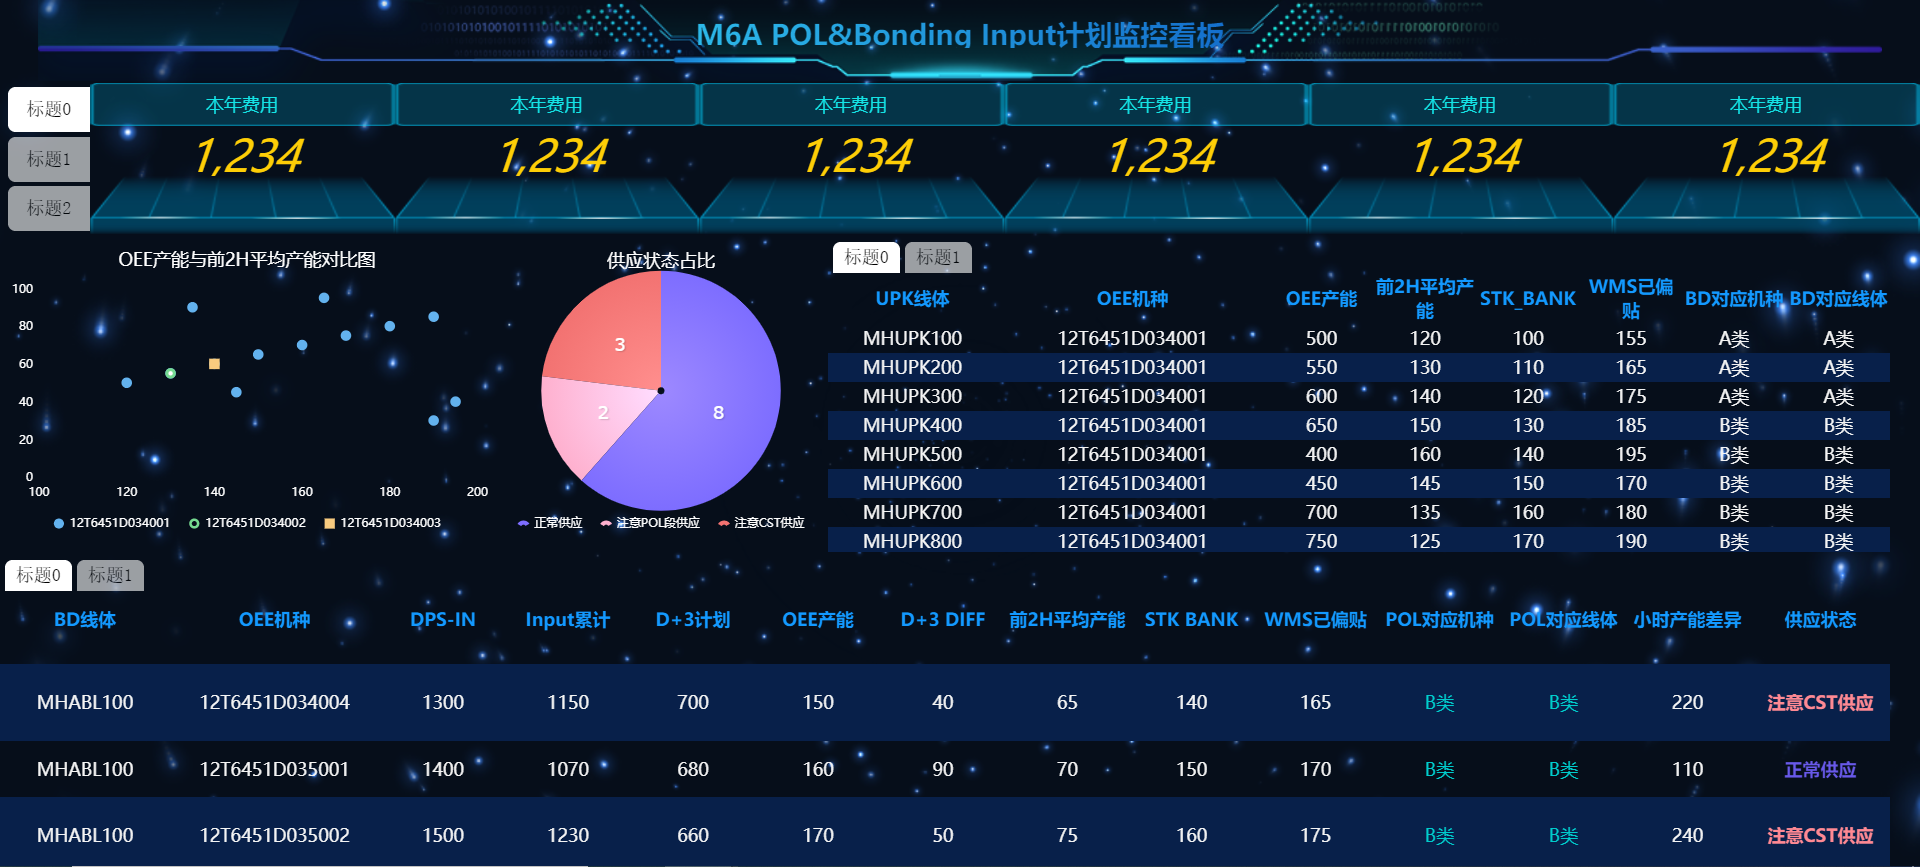 M6A POL&Bonding Input计划监控看板
标题0
标题1
标题2
本年费用 本年费用 本年费用 本年费用 本年费用 本年费用
1,234 1,234 1,234 1,234 1,234 1,234
OEE产能与前2H平均产能对比图
100
80
60
40
20
0
100 120 140 160 180 200
12T6451D034001 12T6451D034002 12T6451D034003
供应状态占比
3
2
8
正常供应 注意POL段供应 注意CST供应
标题0 标题1
UPK线体 OEE机种 OEE产能 前2H平均产能 STK_BANK WMS已偏贴 BD对应机种 BD对应线体
MHUPK100 12T6451D034001 500 120 100 155 A类 A类
MHUPK200 12T6451D034001 550 130 110 165 A类 A类
MHUPK300 12T6451D034001 600 140 120 175 A类 A类
MHUPK400 12T6451D034001 650 150 130 185 B类 B类
MHUPK500 12T6451D034001 400 160 140 195 B类 B类
MHUPK600 12T6451D034001 450 145 150 170 B类 B类
MHUPK700 12T6451D034001 700 135 160 180 B类 B类
MHUPK800 12T6451D034001 750 125 170 190 B类 B类
标题0 标题1
BD线体 OEE机种 DPS-IN Input累计 D+3计划 OEE产能 D+3 DIFF 前2H平均产能 STK BANK WMS已偏贴 POL对应机种 POL对应线体 小时产能差异 供应状态
MHABL100 12T6451D034004 1300 1150 700 150 40 65 140 165 B类 B类 220 注意CST供应
MHABL100 12T6451D035001 1400 1070 680 160 90 70 150 170 B类 B类 110 正常供应
MHABL100 12T6451D035002 1500 1230 660 170 50 75 160 175 B类 B类 240 注意CST供应